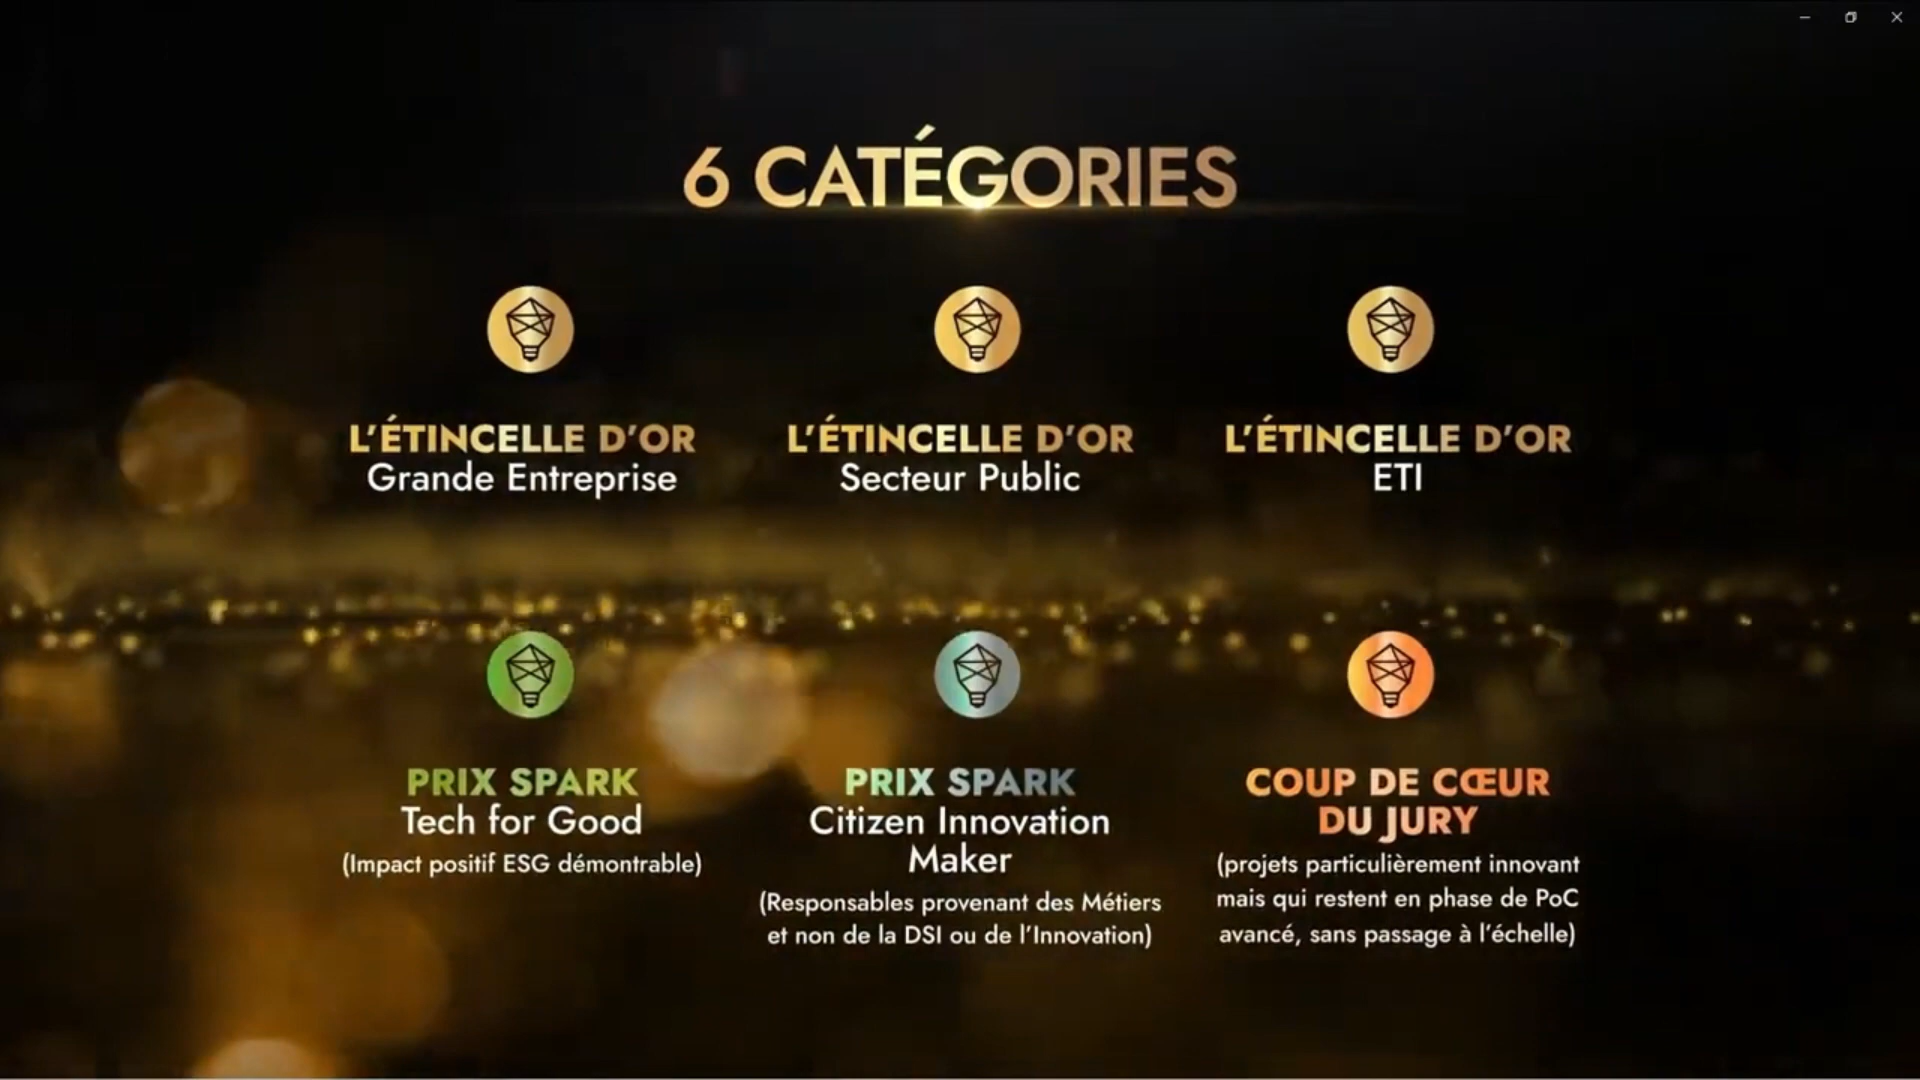 6 CATÉGORIES
L’ÉTINCELLE D’OR
Grande Entreprise
L’ÉTINCELLE D’OR
Secteur Public
L’ÉTINCELLE D’OR
ETI
PRIX SPARK
Tech for Good
(Impact positif ESG démontrable)
PRIX SPARK
Citizen Innovation
Maker
(Responsables provenant des Métiers
et non de la DSI ou de l’Innovation)
COUP DE CŒUR
DU JURY
(projets particulièrement innovant
mais qui restent en phase de PoC
avancé, sans passage à l’échelle)